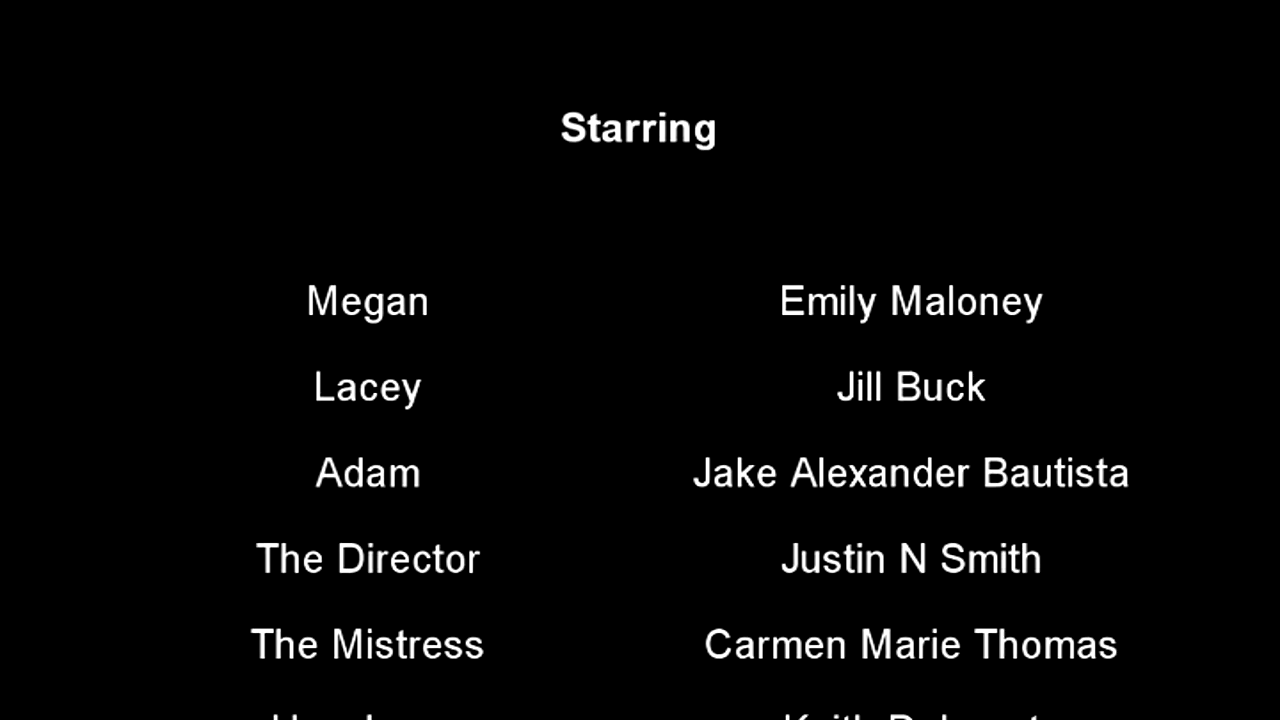 Starring
Megan Emily Maloney
Lacey Jill Buck
Adam Jake Alexander Bautista
The Director Justin N Smith
The Mistress Carmen Marie Thomas
Keith